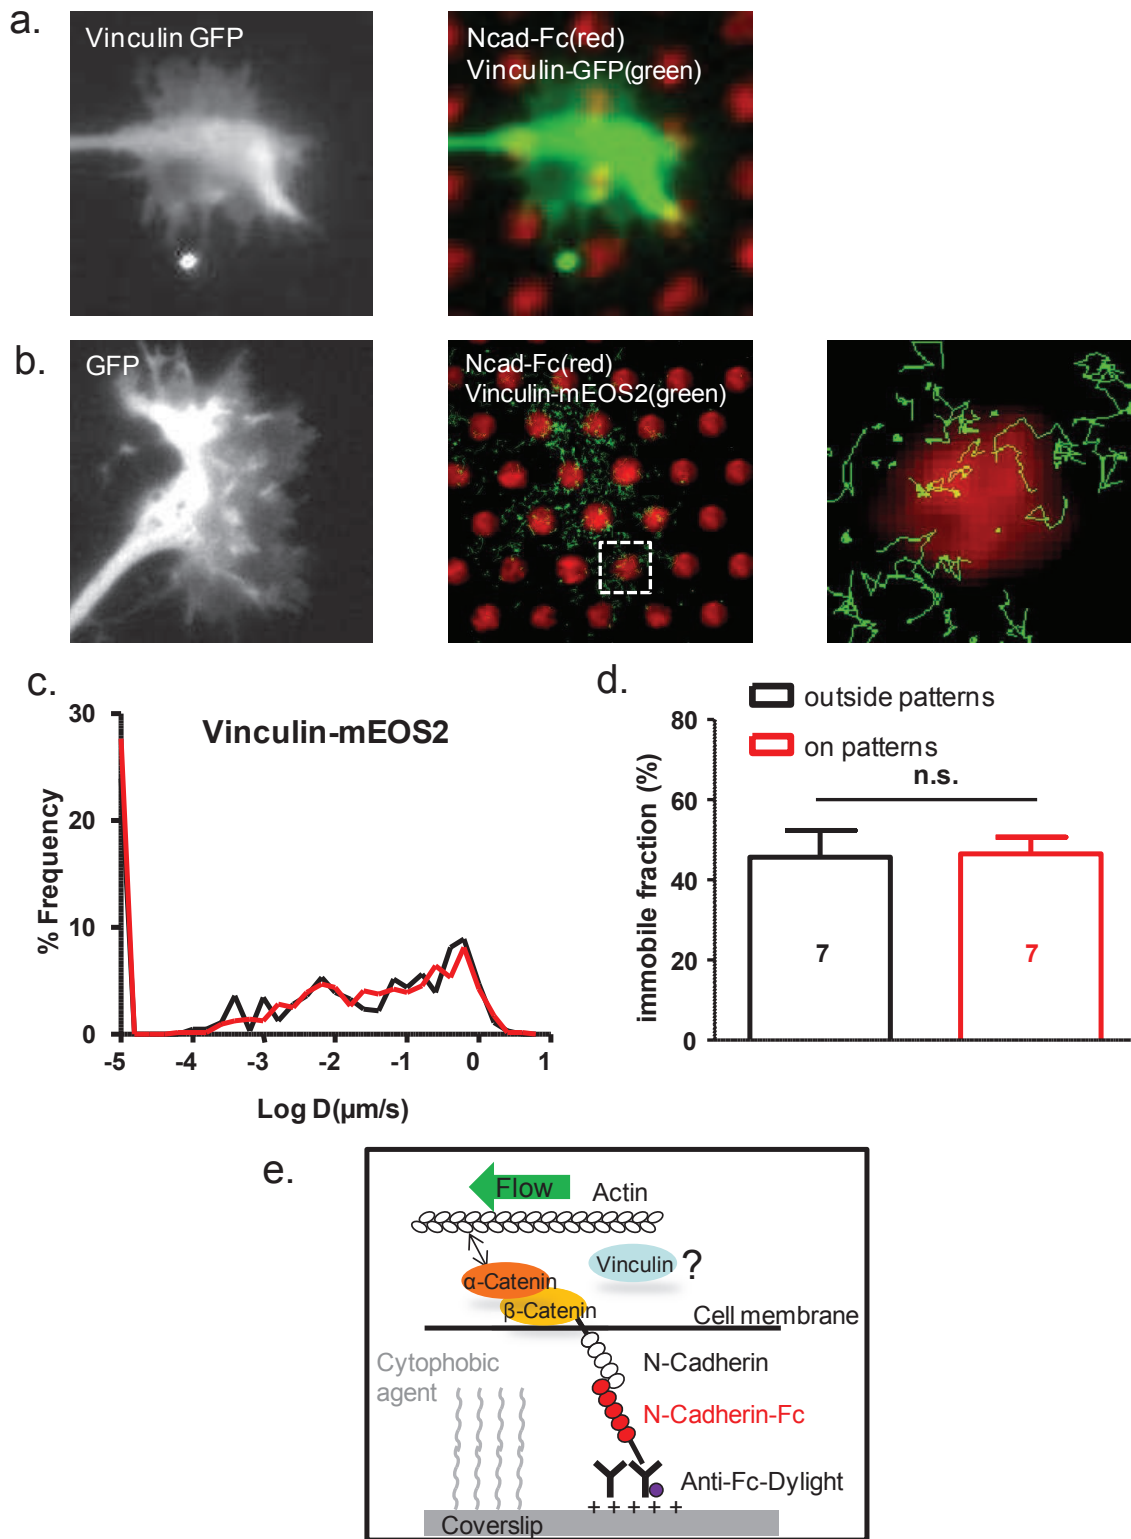 a.
Vinculin GFP
Ncad-Fc(red)
Vinculin-GFP(green)
b.
GFP
Ncad-Fc(red)
Vinculin-mEOS2(green)
c.
Vinculin-mEOS2
% Frequency
30
20
10
0
-5 -4 -3 -2 -1 0 1
Log D(µm/s)
d.
outside patterns
on patterns
n.s.
immobile fraction (%)
80
60
40
20
0
7 7
e.
Flow
Actin
Vinculin ?
α-Catenin
β-Catenin
Cell membrane
Cytophobic
agent
N-Cadherin
N-Cadherin-Fc
Anti-Fc-Dylight
+ + + + +
Coverslip